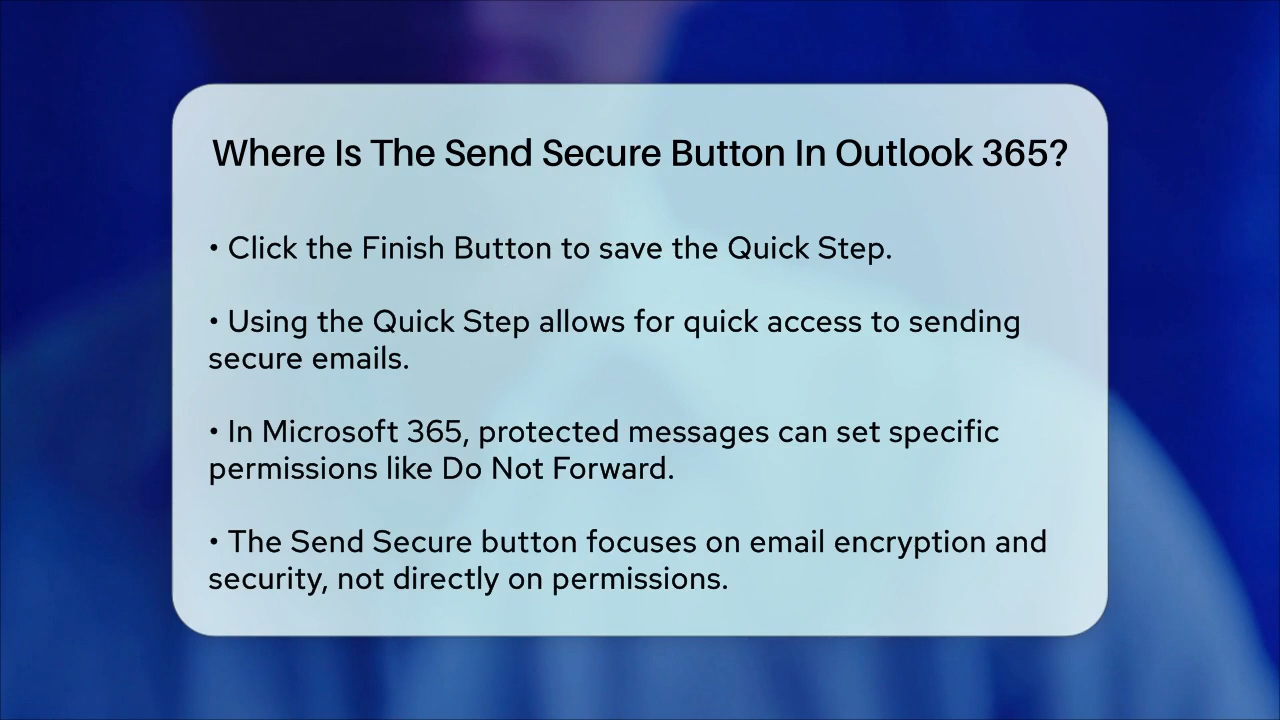 Where Is The Send Secure Button In Outlook 365?
• Click the Finish Button to save the Quick Step.
• Using the Quick Step allows for quick access to sending
secure emails.
• In Microsoft 365, protected messages can set specific
permissions like Do Not Forward.
• The Send Secure button focuses on email encryption and
security, not directly on permissions.